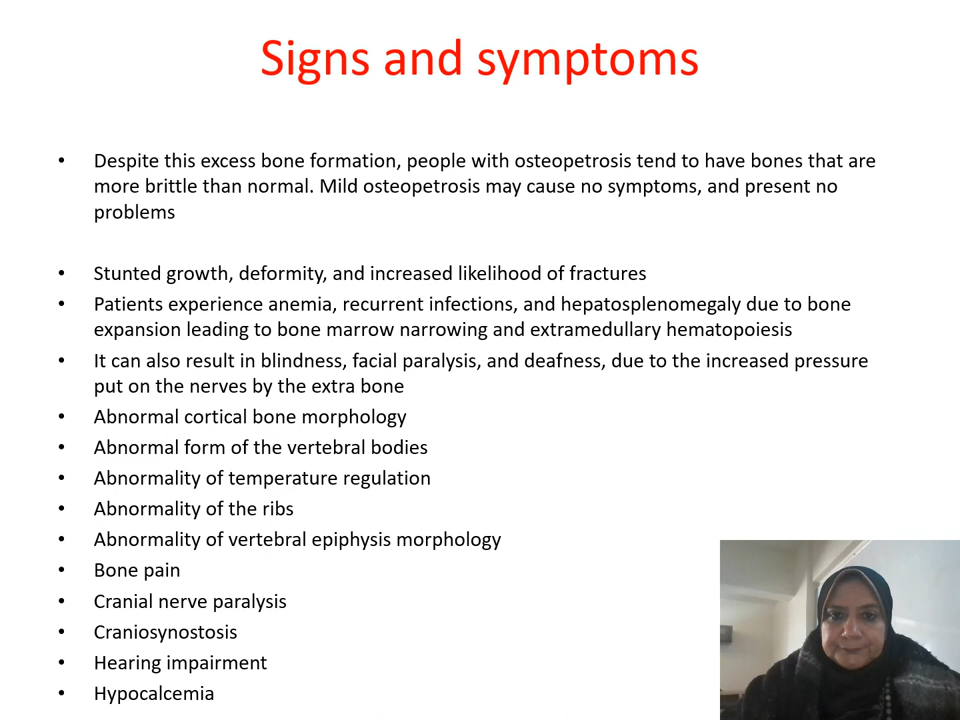 Signs and symptoms
• Despite this excess bone formation, people with osteopetrosis tend to have bones that are
more brittle than normal. Mild osteopetrosis may cause no symptoms, and present no
problems
• Stunted growth, deformity, and increased likelihood of fractures
• Patients experience anemia, recurrent infections, and hepatosplenomegaly due to bone
expansion leading to bone marrow narrowing and extramedullary hematopoiesis
• It can also result in blindness, facial paralysis, and deafness, due to the increased pressure
put on the nerves by the extra bone
• Abnormal cortical bone morphology
• Abnormal form of the vertebral bodies
• Abnormality of temperature regulation
• Abnormality of the ribs
• Abnormality of vertebral epiphysis morphology
• Bone pain
• Cranial nerve paralysis
• Craniosynostosis
• Hearing impairment
• Hypocalcemia